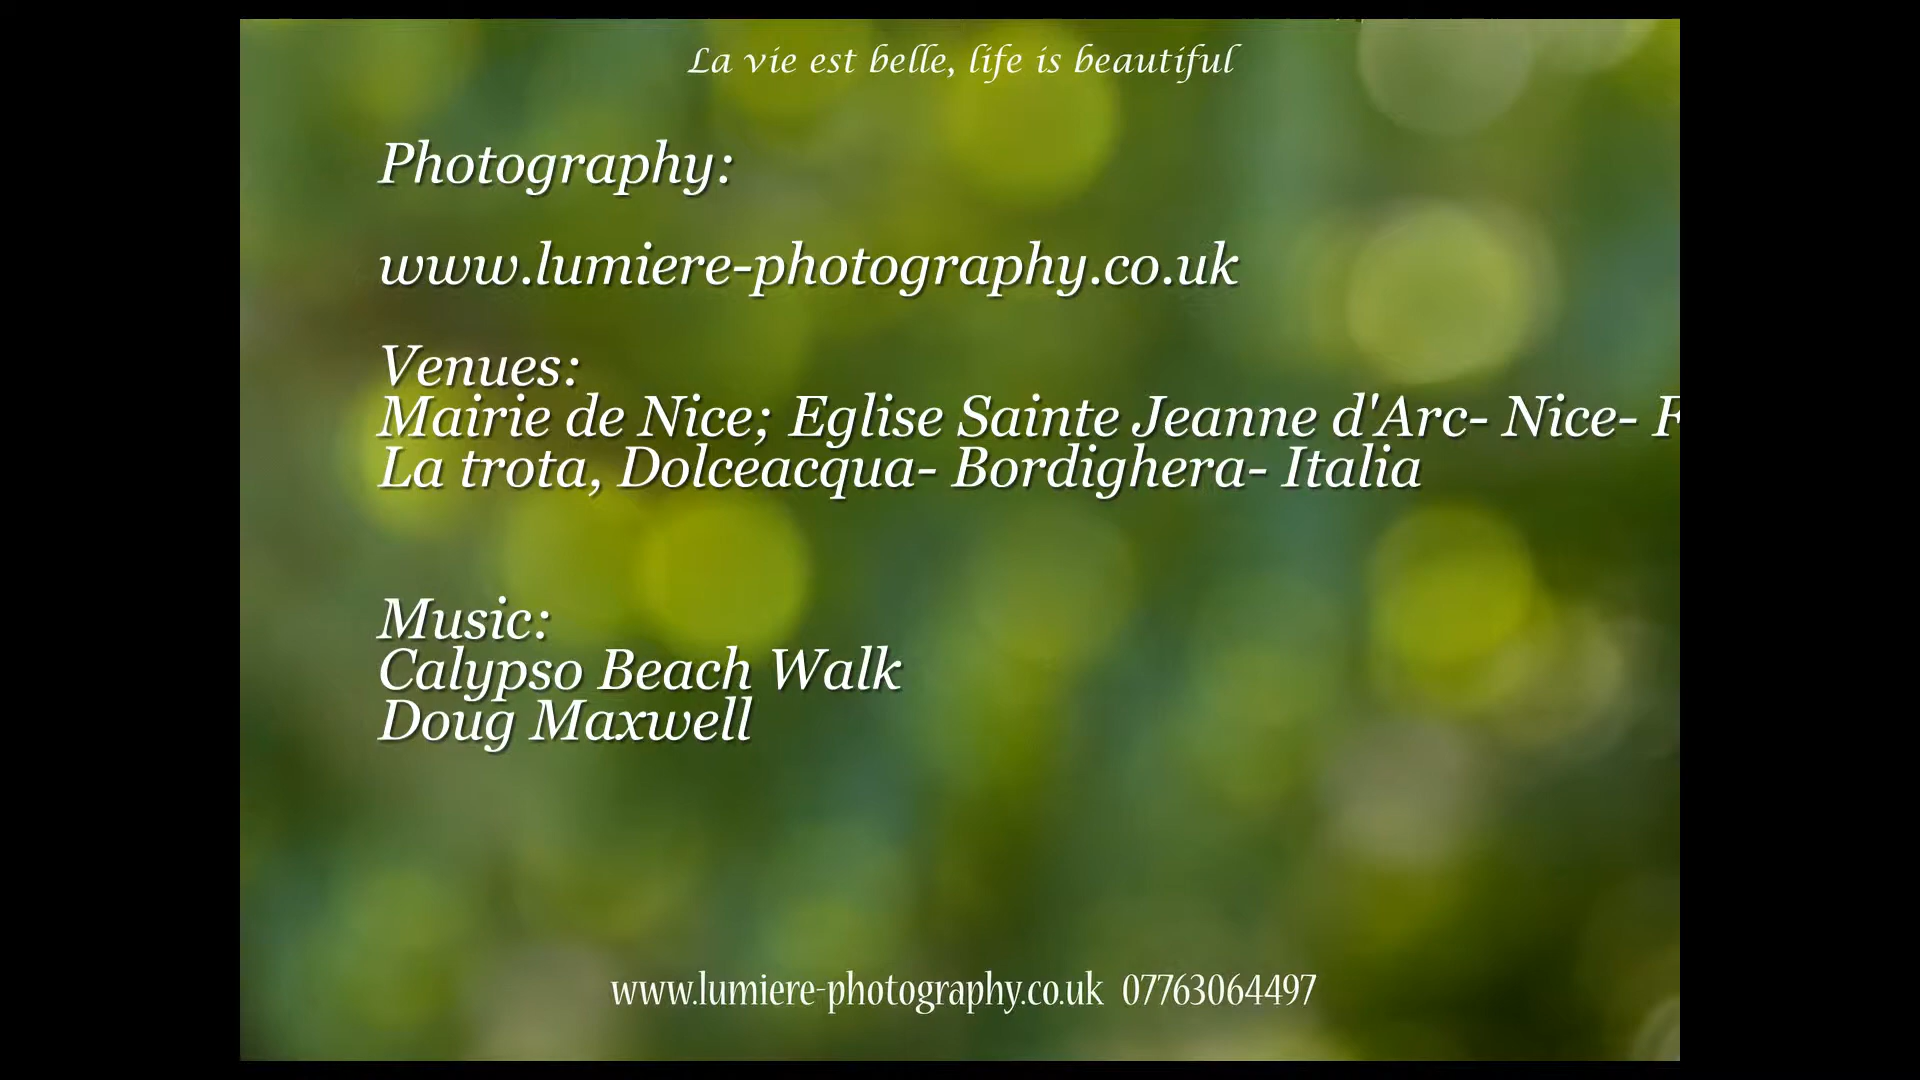 La vie est belle, life is beautiful
Photography:
www.lumiere-photography.co.uk
Venues:
Mairie de Nice; Eglise Sainte Jeanne d'Arc- Nice-
La trota, Dolceacqua- Bordighera- Italia
Music:
Calypso Beach Walk
Doug Maxwell
www.lumiere-photography.co.uk 07763064497